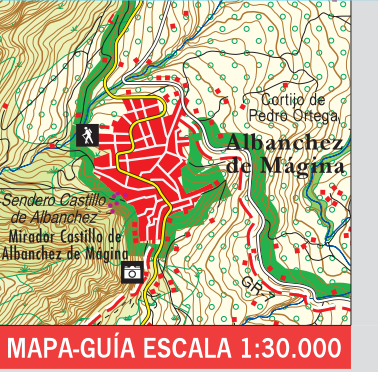 Cortijo de
Pedro Ortega
Albanchez
de Mágina
Sendero Castillo
de Albanchez
Mirador Castillo de
Albanchez de Mágina
GR-7
MAPA-GUÍA ESCALA 1:30.000